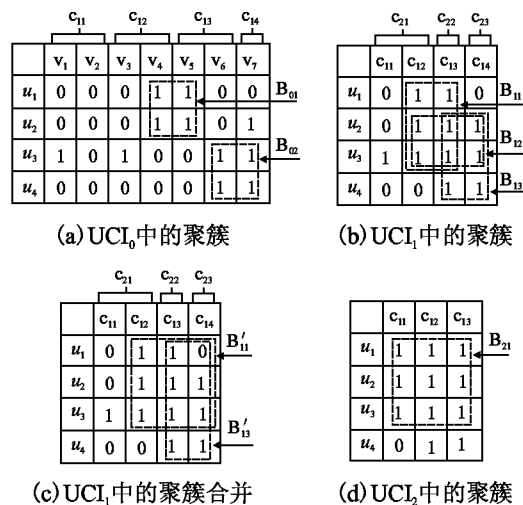 c11 c12 c13 c14
v1 v2 v3 v4 v5 v6 v7
u1 0 0 0 1 1 0 0
B01
u2 0 0 0 1 1 0 1
u3 1 0 1 0 0 1 1
B02
u4 0 0 0 0 0 1 1
(a) UCI0中的聚簇
c21 c22 c23
c11 c12 c13 c14
u1 0 1 1 0
B11
u2 0 1 1 1
B12
u3 1 1 1 1
B13
u4 0 0 1 1
(b) UCI1中的聚簇
c21 c22 c23
c11 c12 c13 c14
u1 0 1 1 0
B′11
u2 0 1 1 1
u3 1 1 1 1
B′13
u4 0 0 1 1
(c) UCI1中的聚簇合并
c11 c12 c13
u1 1 1 1
B21
u2 1 1 1
u3 1 1 1
u4 0 1 1
(d) UCI2中的聚簇